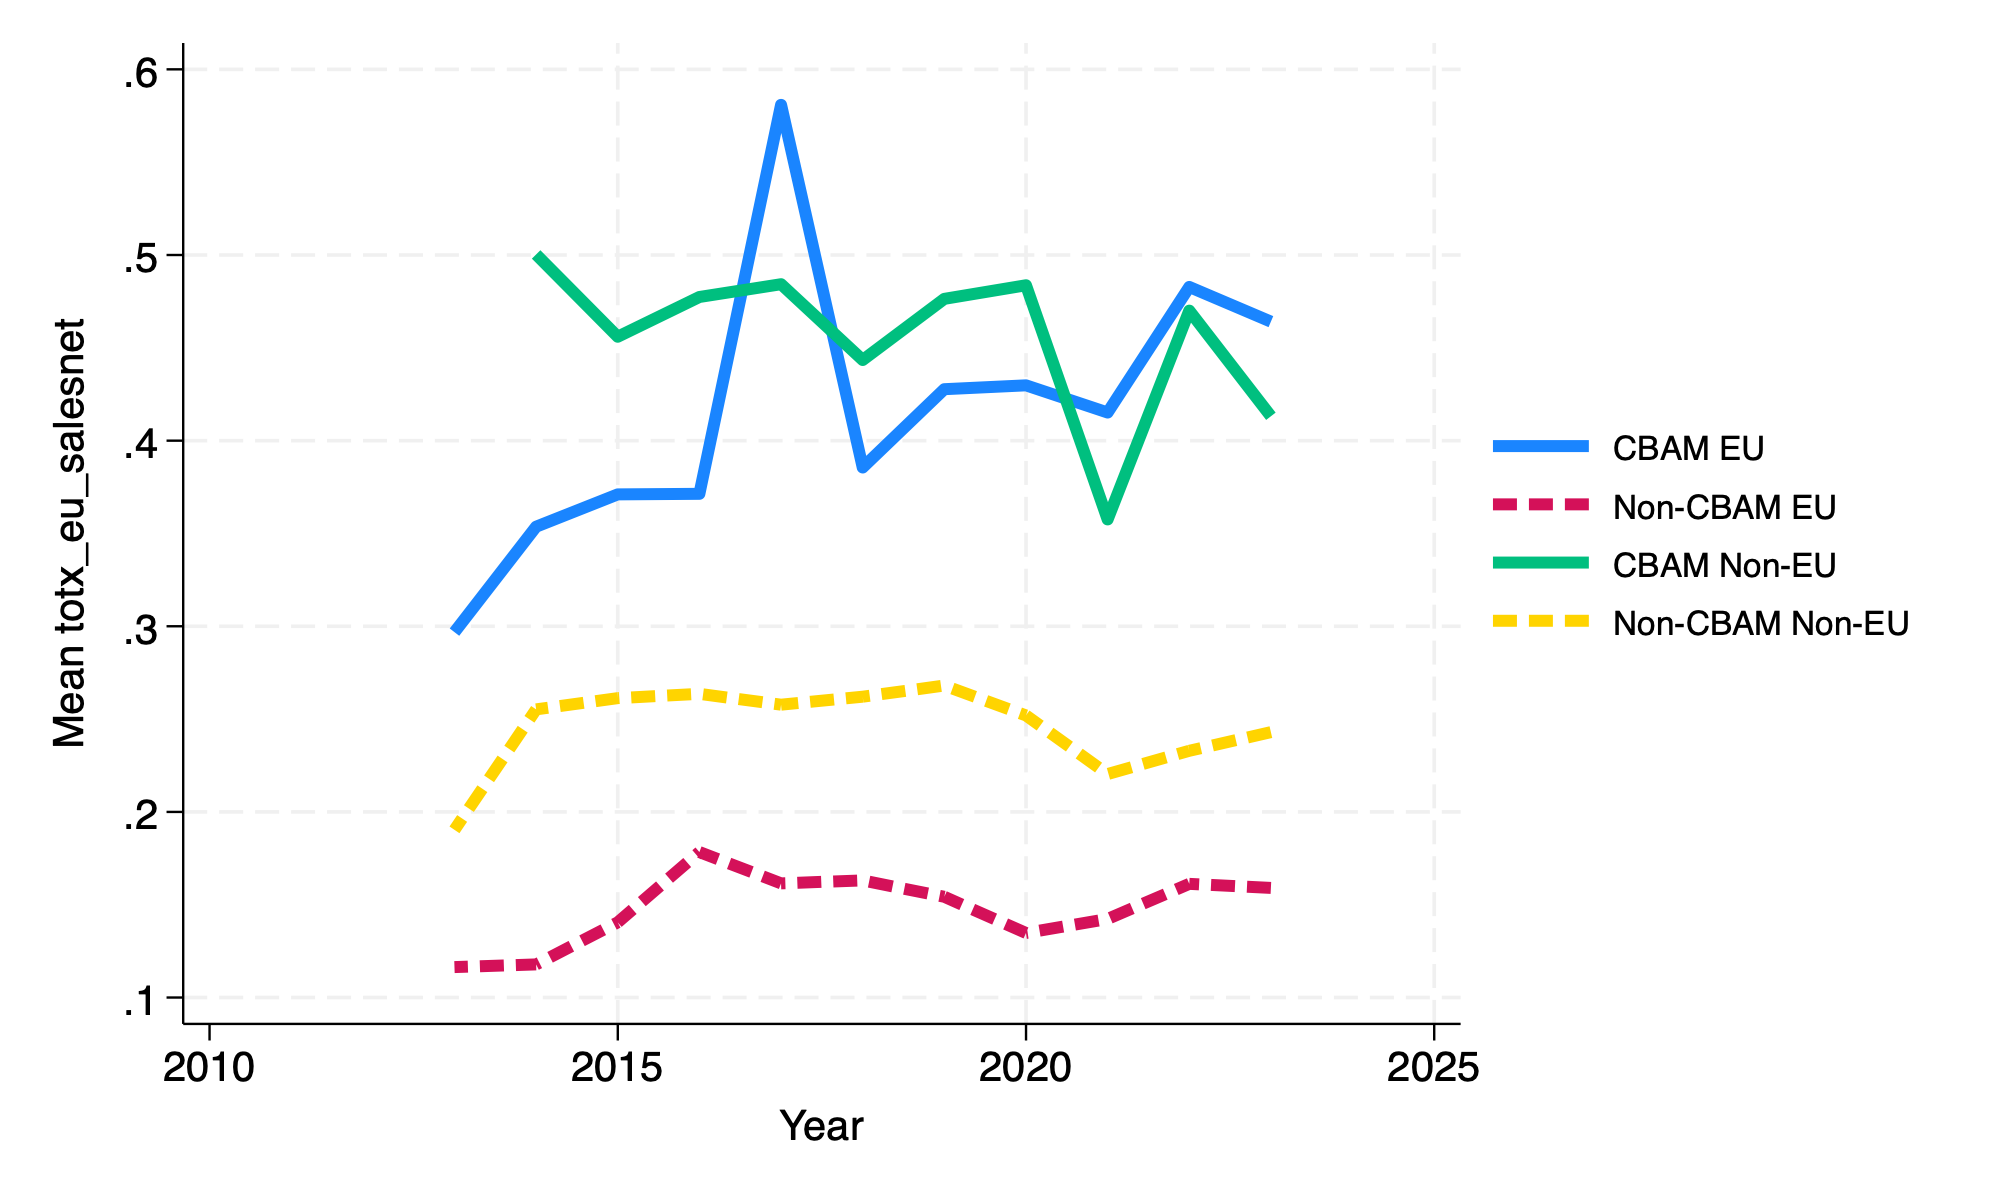 Mean totx_eu_salesnet
.6
.5
.4
.3
.2
.1
2010
2015
2020
2025
Year
CBAM EU
Non-CBAM EU
CBAM Non-EU
Non-CBAM Non-EU